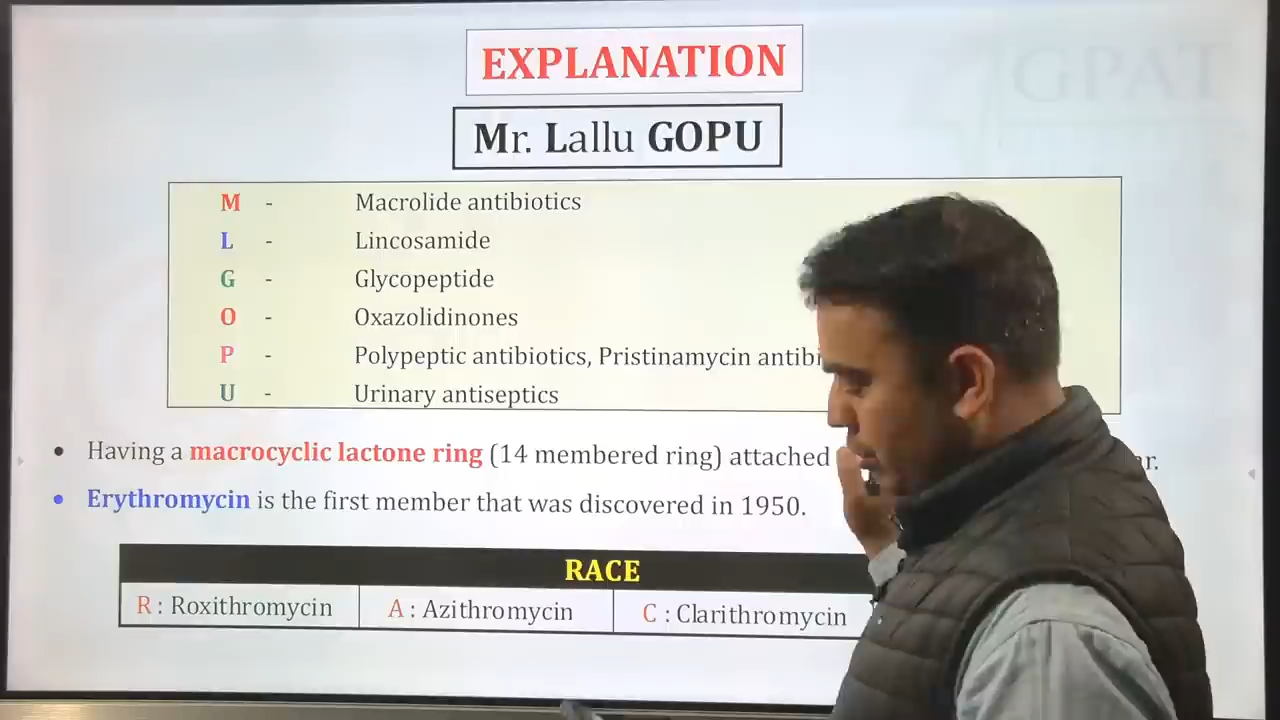 GPAT
EXPLANATION
Mr. Lallu GOPU
M - Macrolide antibiotics
L - Lincosamide
G - Glycopeptide
O - Oxazolidinones
P - Polypeptic antibiotics, Pristinamycin
U - Urinary antiseptics
• Having a macrocyclic lactone ring (14 membered ring) attached
• Erythromycin is the first member that was discovered in 1950.
RACE
R : Roxithromycin A : Azithromycin C : Clarithromycin